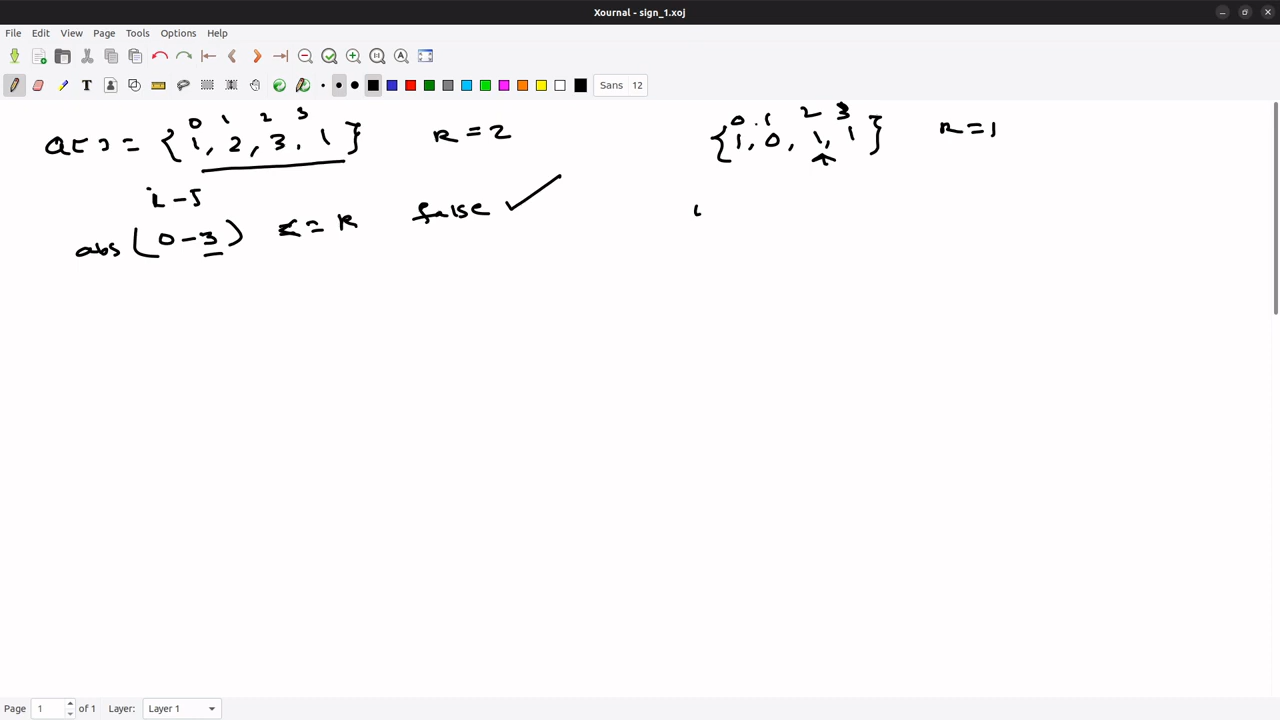 Xournal - sign_1.xoj
File Edit View Page Tools Options Help
Sans 12
0 1 2 3
a[] = {1, 2, 3, 1} k = 2
i - j
abs (0 - 3) <= k false ✓
0 1 2 3
{1, 0, 1, 1} k = 1
Page 1 of 1 Layer: Layer 1